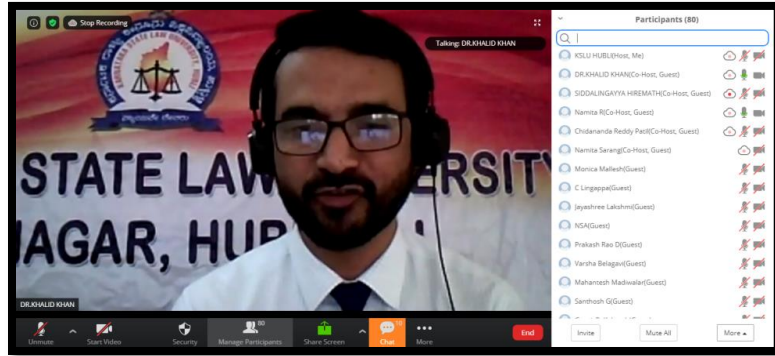 Stop Recording
Talking: DR.KHALID KHAN
STATE LAW
JAGAR, HUB
DR.KHALID KHAN
Unmute
Start Video
Security
80
Manage Participants
Share Screen
Chat
More
End
Participants (80)
KSLU HUBLI(Host, Me)
DR.KHALID KHAN(Co-Host, Guest)
SIDDALINGAYYA HIREMATH(Co-Host, Guest)
Namita R(Co-Host, Guest)
Chidananda Reddy Patil(Co-Host, Guest)
Namita Sarang(Co-Host, Guest)
Monica Mallesh(Guest)
C Lingappa(Guest)
Jayashree Lakshmi(Guest)
NSA(Guest)
Prakash Rao D(Guest)
Varsha Belagavi(Guest)
Mahantesh Madiwalar(Guest)
Santhosh G(Guest)
Invite
Mute All
More